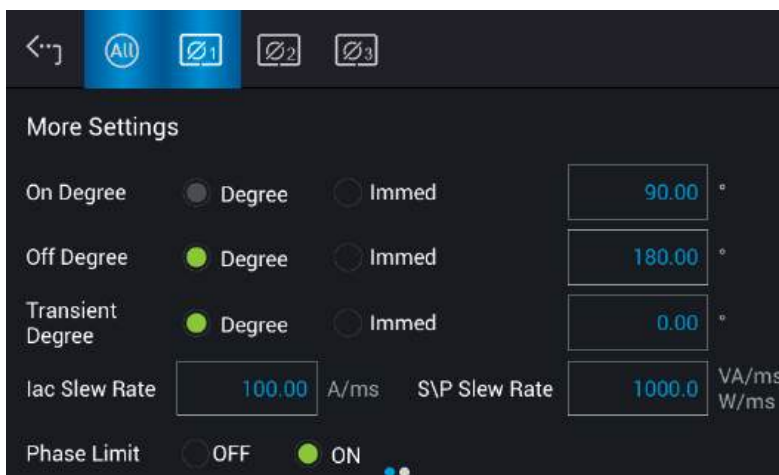 All Ø1 Ø2 Ø3
More Settings
On Degree Degree Immed 90.00 °
Off Degree Degree Immed 180.00 °
Transient Degree Degree Immed 0.00 °
Iac Slew Rate 100.00 A/ms S\P Slew Rate 1000.0 VA/ms W/ms
Phase Limit OFF ON